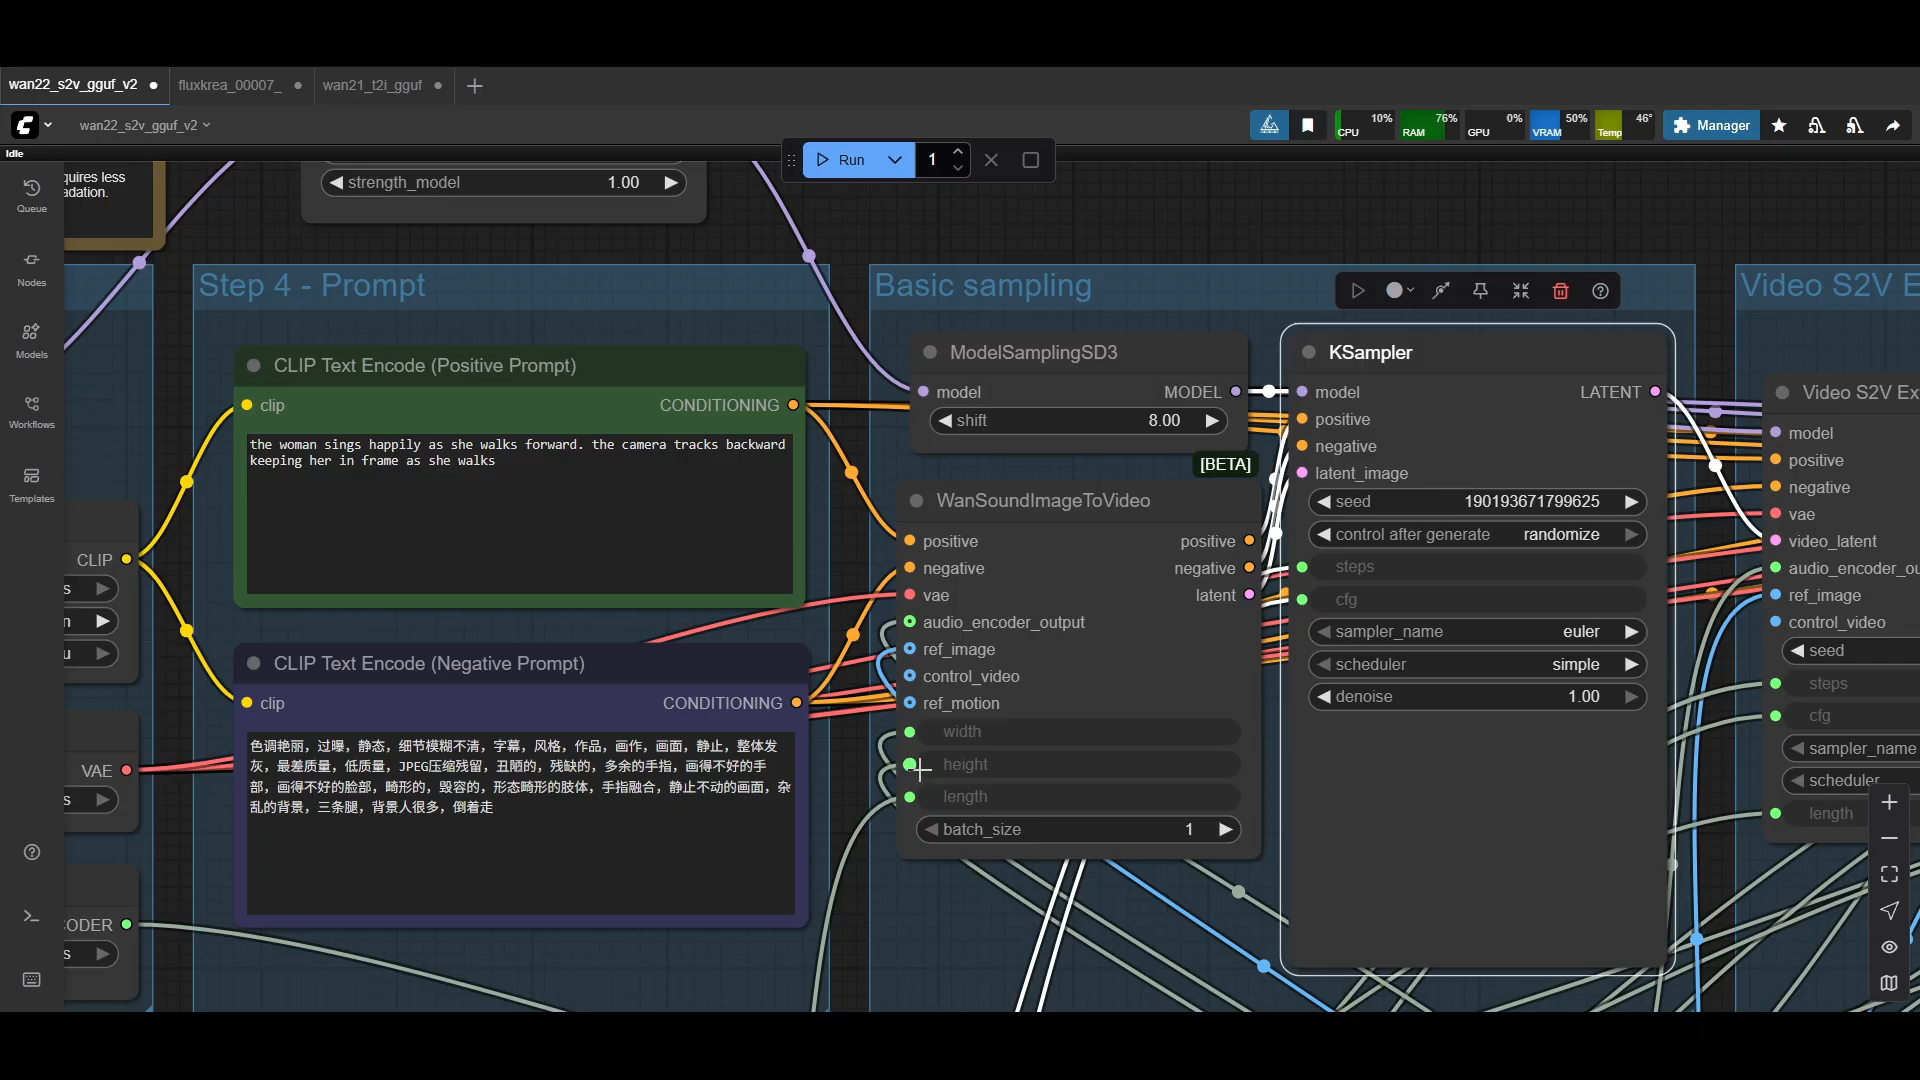 wan22_s2v_gguf_v2
fluxkrea_00007_
wan21_t2i_gguf
wan22_s2v_gguf_v2
CPU 10%
RAM 76%
GPU 0%
VRAM 50%
Temp 46°
Manager
Idle
Run
1
Queue
Nodes
Models
Workflows
Templates
quires less
adation.
strength_model 1.00
Step 4 - Prompt
CLIP Text Encode (Positive Prompt)
clip CONDITIONING
the woman sings happily as she walks forward. the camera tracks backward
keeping her in frame as she walks
CLIP Text Encode (Negative Prompt)
clip CONDITIONING
色调艳丽，过曝，静态，细节模糊不清，字幕，风格，作品，画作，画面，静止，整体发
灰，最差质量，低质量，JPEG压缩残留，丑陋的，残缺的，多余的手指，画得不好的手
部，画得不好的脸部，畸形的，毁容的，形态畸形的肢体，手指融合，静止不动的画面，杂
乱的背景，三条腿，背景人很多，倒着走
CLIP
s
n
u
VAE
s
CODER
s
Basic sampling
ModelSamplingSD3
model MODEL
shift 8.00
[BETA]
WanSoundImageToVideo
positive positive
negative negative
vae latent
audio_encoder_output
ref_image
control_video
ref_motion
width
height
length
batch_size 1
KSampler
model LATENT
positive
negative
latent_image
seed 190193671799625
control after generate randomize
steps
cfg
sampler_name euler
scheduler simple
denoise 1.00
Video S2V E
Video S2V Ex
model
positive
negative
vae
video_latent
audio_encoder_ou
ref_image
control_video
seed
steps
cfg
sampler_name
scheduler
length